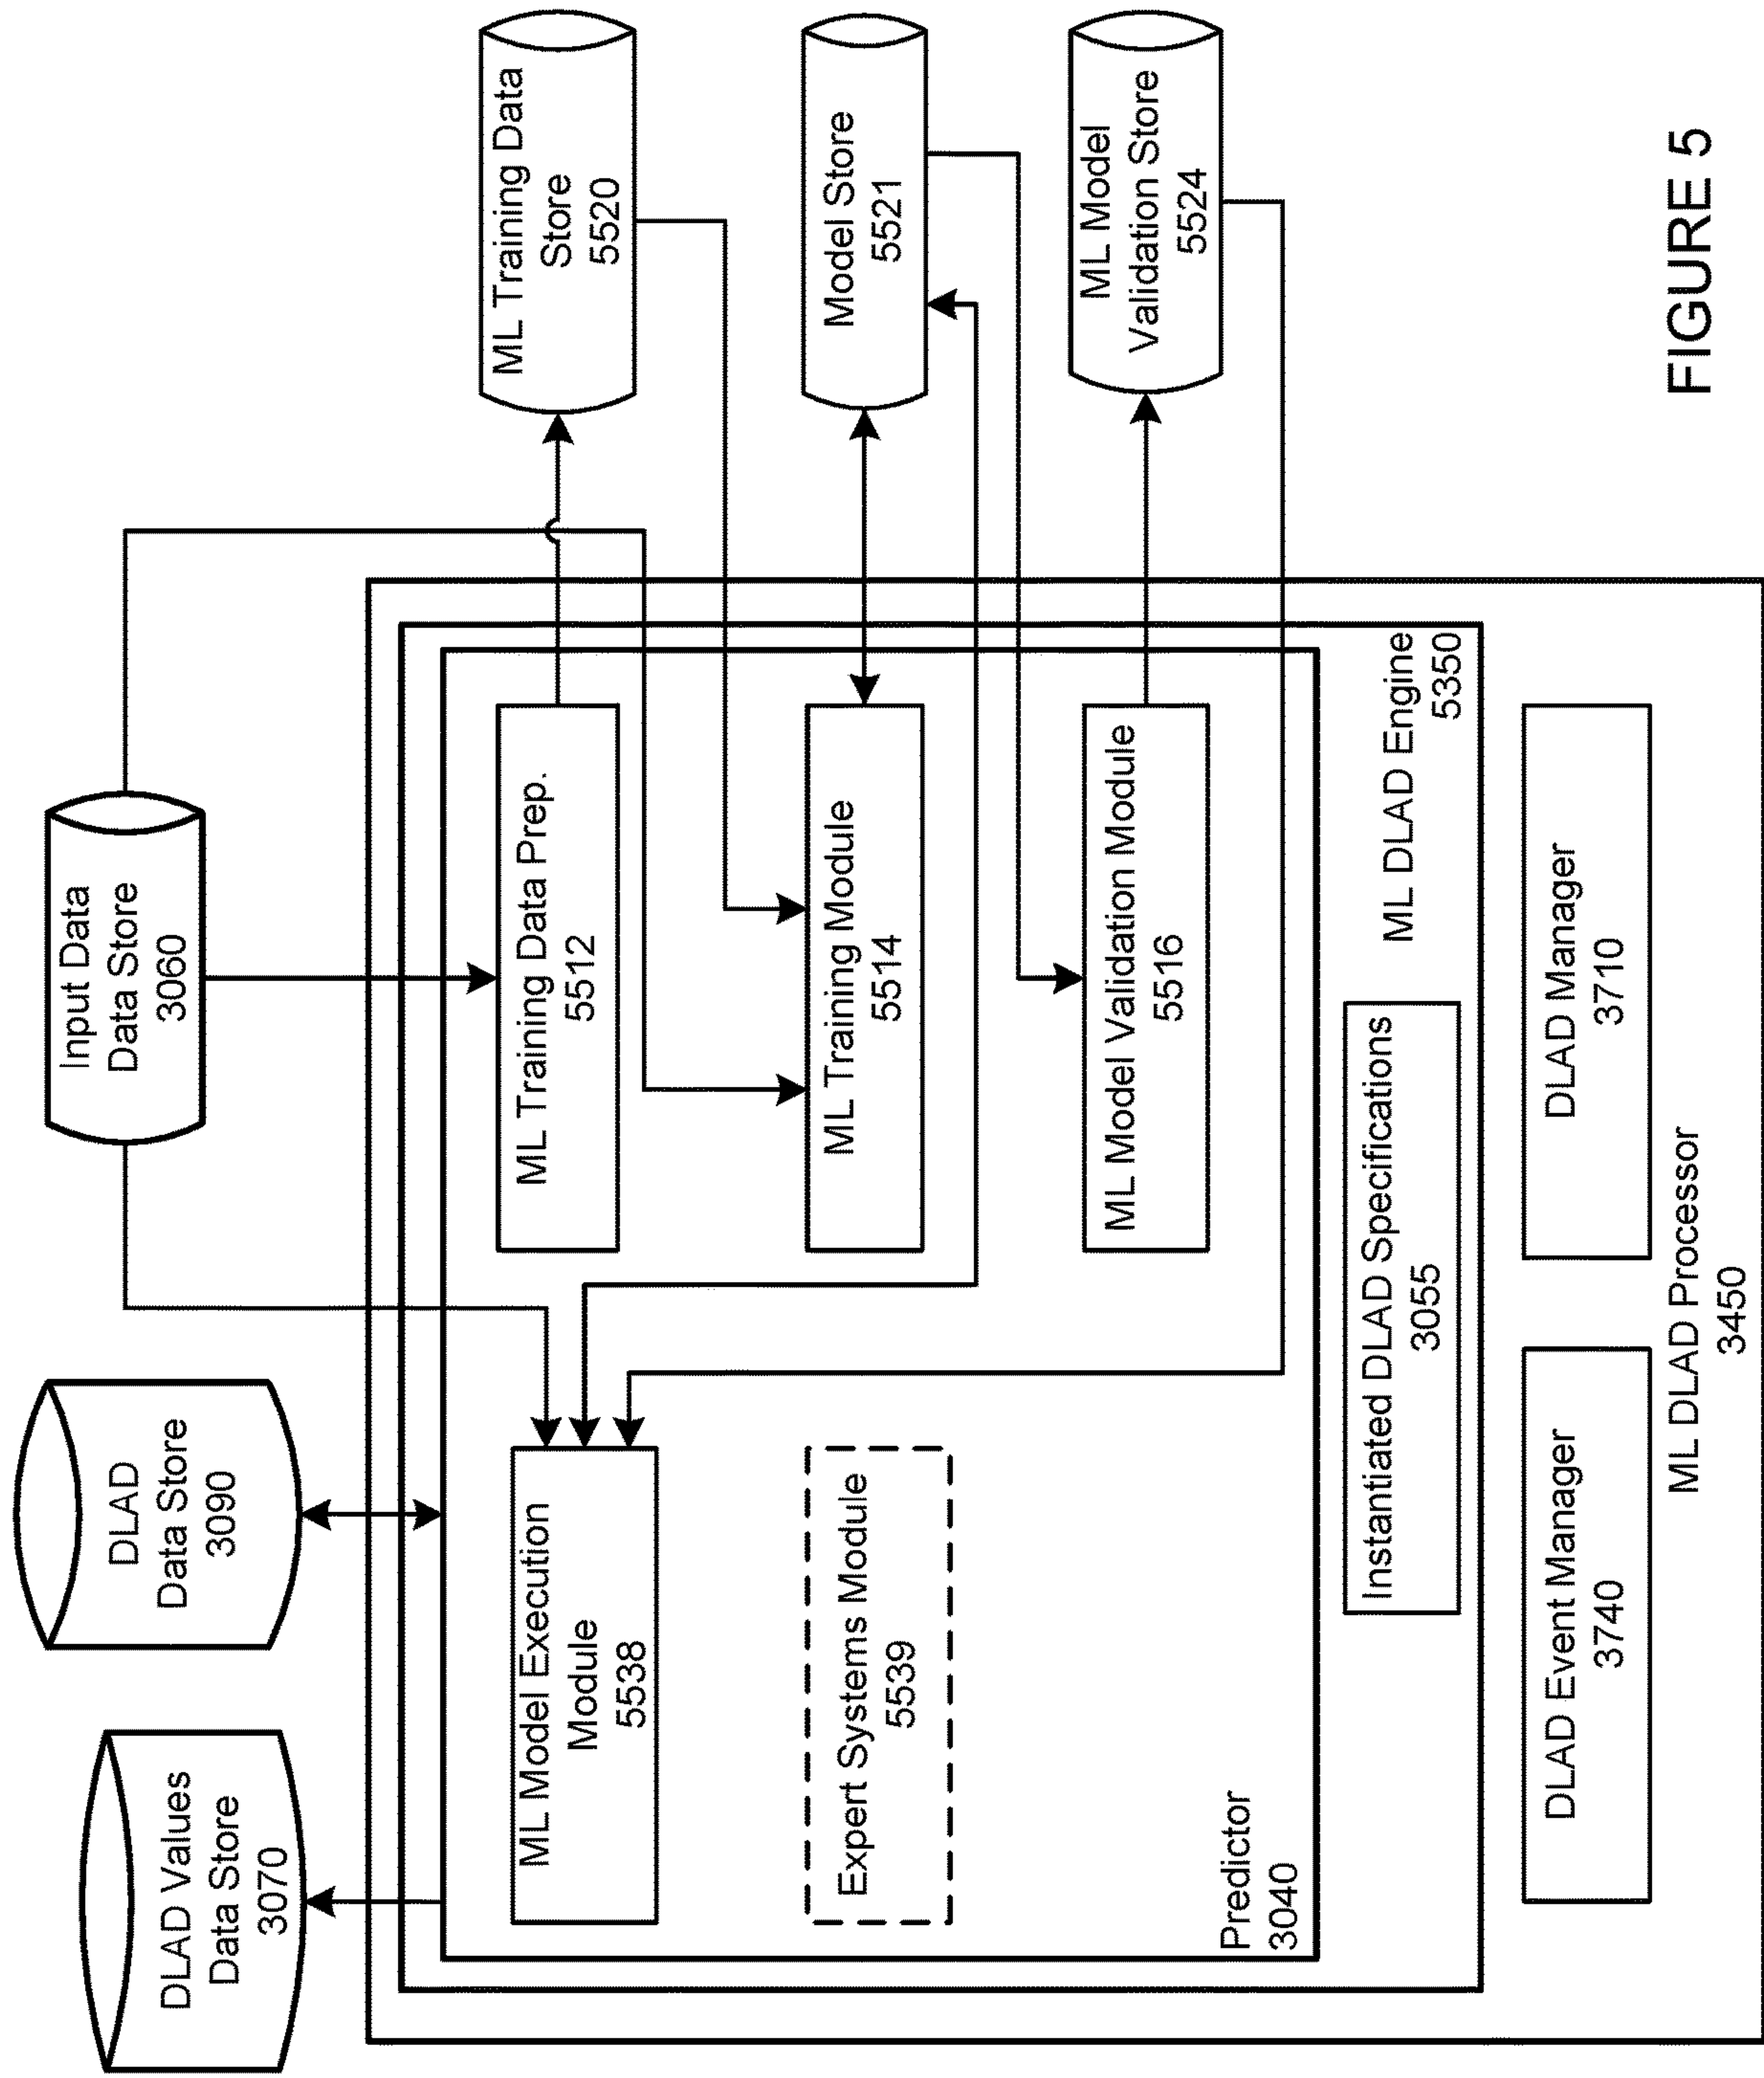 DLAD Values
Data Store
3070
DLAD
Data Store
3090
Input Data
Data Store
3060
ML Model Execution
Module
5538
ML Training Data Prep.
5512
ML Training Data
Store
5520
Expert Systems Module
5539
ML Training Module
5514
Model Store
5521
ML Model Validation Module
5516
ML Model
Validation Store
5524
Predictor
3040
Instantiated DLAD Specifications
3055
ML DLAD Engine
5350
DLAD Event Manager
3740
DLAD Manager
3710
ML DLAD Processor
3450
FIGURE 5